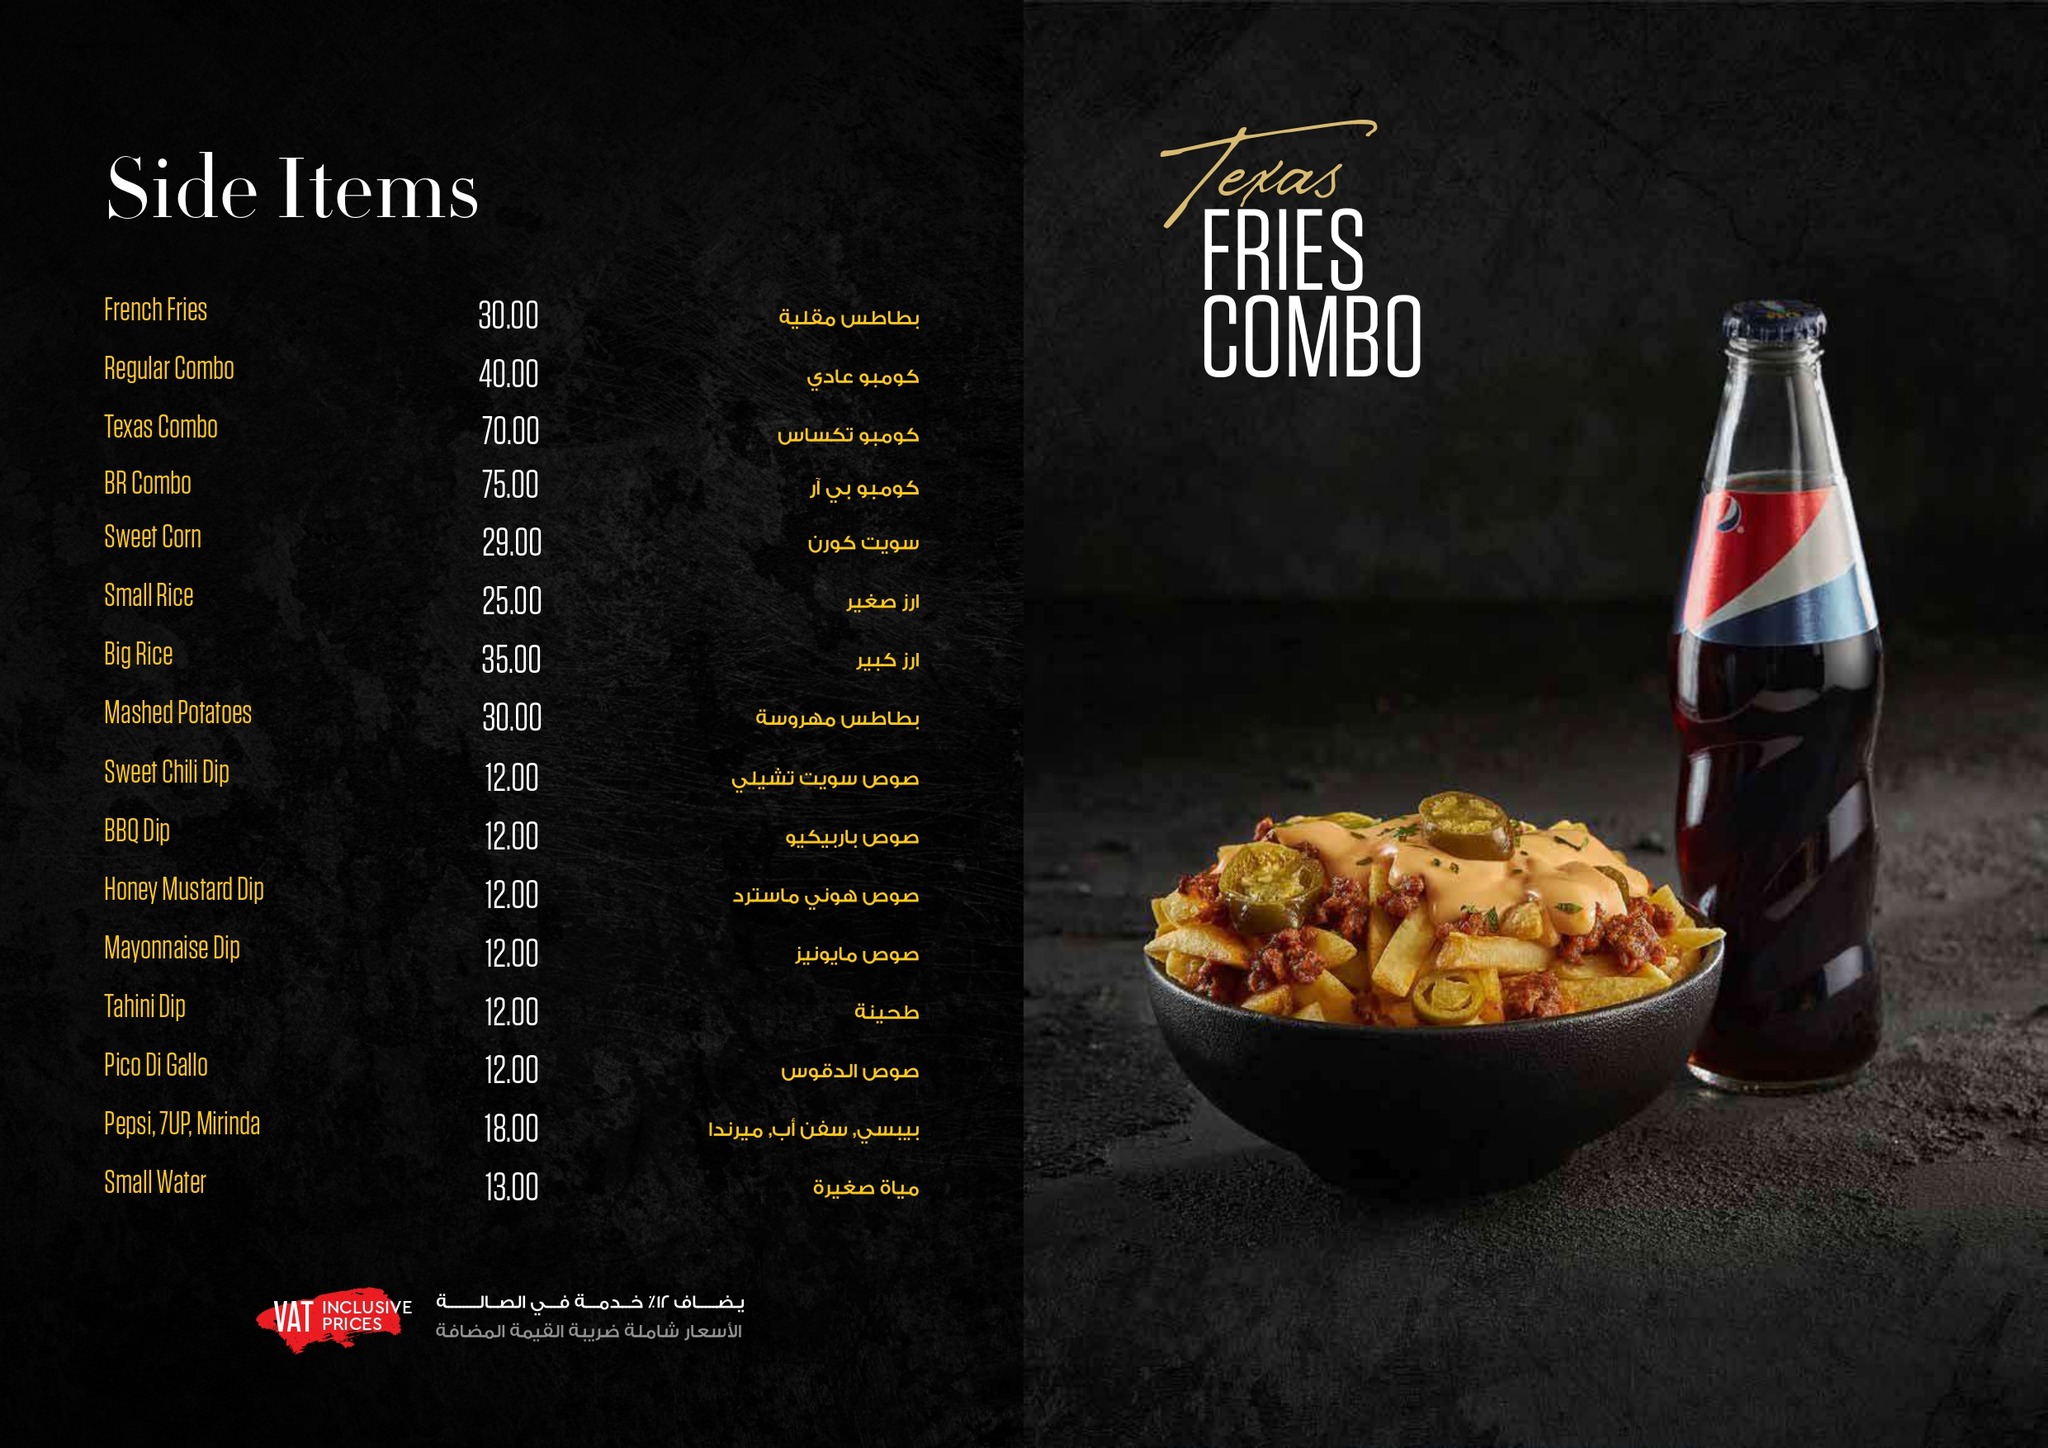 Side Items
French Fries 30.00 بطاطس مقلية
Regular Combo 40.00 كومبو عادي
Texas Combo 70.00 كومبو تكساس
BR Combo 75.00 كومبو بي آر
Sweet Corn 29.00 سويت كورن
Small Rice 25.00 ارز صغير
Big Rice 35.00 ارز كبير
Mashed Potatoes 30.00 بطاطس مهروسة
Sweet Chili Dip 12.00 صوص سويت تشيلي
BBQ Dip 12.00 صوص باربيكيو
Honey Mustard Dip 12.00 صوص هوني ماسترد
Mayonnaise Dip 12.00 صوص مايونيز
Tahini Dip 12.00 طحينة
Pico Di Gallo 12.00 صوص الدقوس
Pepsi, 7UP, Mirinda 18.00 بيبسي, سفن أب, ميرندا
Small Water 13.00 مياة صغيرة
VAT INCLUSIVE
PRICES
يضــــاف ١٢٪ خـدمــة فــي الصـالــــــة
الأسعار شاملة ضريبة القيمة المضافة
Texas
FRIES
COMBO